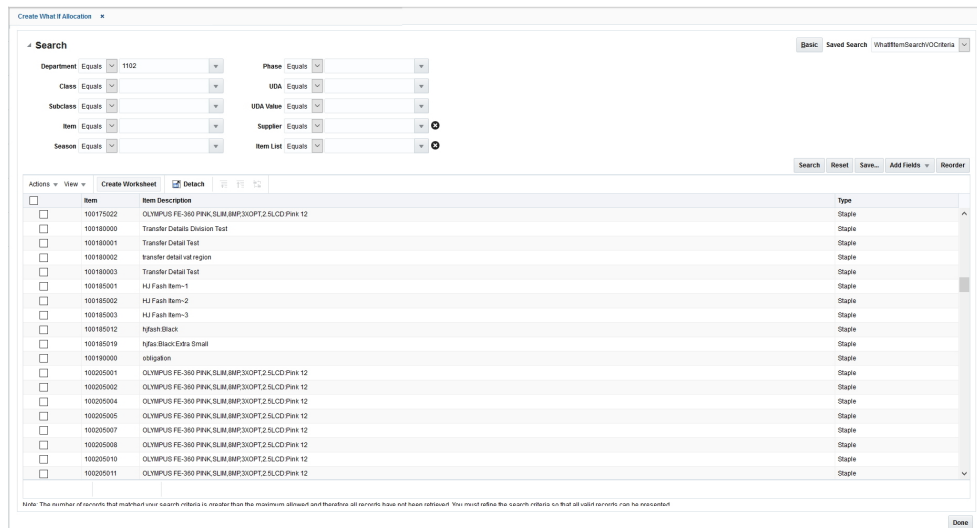 Create What If Allocation ×
Search
Basic Saved Search WhatIfItemSearchVOCriteria
Department Equals 1102 Phase Equals
Class Equals UDA Equals
Subclass Equals UDA Value Equals
Item Equals Supplier Equals
Season Equals Item List Equals
Search Reset Save... Add Fields Reorder
Actions View Create Worksheet Detach
Item Item Description Type
100175022 OLYMPUS FE-360 PINK,SLIM,8MP,3XOPT,2.5LCD:Pink 12 Staple
100180000 Transfer Details Division Test Staple
100180001 Transfer Detail Test Staple
100180002 transfer detail vat region Staple
100180003 Transfer Detail Test Staple
100185001 HJ Fash Item~1 Staple
100185002 HJ Fash Item~2 Staple
100185003 HJ Fash Item~3 Staple
100185012 hjfash:Black Staple
100185019 hjfas:Black:Extra Small Staple
100190000 obligation Staple
100205001 OLYMPUS FE-360 PINK,SLIM,8MP,3XOPT,2.5LCD:Pink 12 Staple
100205002 OLYMPUS FE-360 PINK,SLIM,8MP,3XOPT,2.5LCD:Pink 12 Staple
100205004 OLYMPUS FE-360 PINK,SLIM,8MP,3XOPT,2.5LCD:Pink 12 Staple
100205005 OLYMPUS FE-360 PINK,SLIM,8MP,3XOPT,2.5LCD:Pink 12 Staple
100205007 OLYMPUS FE-360 PINK,SLIM,8MP,3XOPT,2.5LCD:Pink 12 Staple
100205008 OLYMPUS FE-360 PINK,SLIM,8MP,3XOPT,2.5LCD:Pink 12 Staple
100205010 OLYMPUS FE-360 PINK,SLIM,8MP,3XOPT,2.5LCD:Pink 12 Staple
100205011 OLYMPUS FE-360 PINK,SLIM,8MP,3XOPT,2.5LCD:Pink 12 Staple
Note: The number of records that matched your search criteria is greater than the maximum allowed and therefore all records have not been retrieved. You must refine the search criteria so that all valid records can be presented.
Done